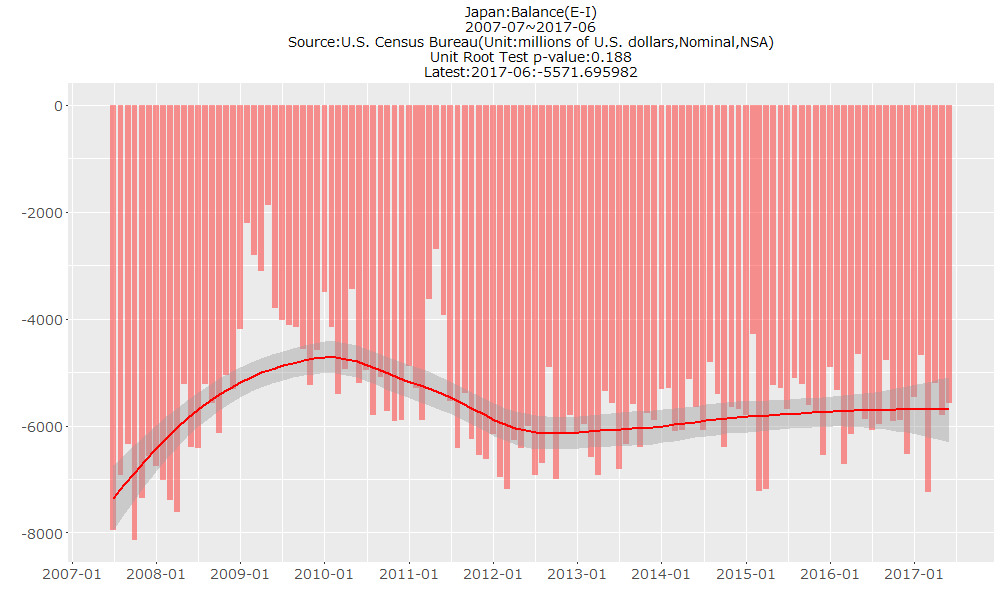 Japan:Balance(E-I)
2007-07~2017-06
Source:U.S. Census Bureau(Unit:millions of U.S. dollars,Nominal,NSA)
Unit Root Test p-value:0.188
Latest:2017-06:-5571.695982
0
-2000
-4000
-6000
-8000
2007-01 2008-01 2009-01 2010-01 2011-01 2012-01 2013-01 2014-01 2015-01 2016-01 2017-01